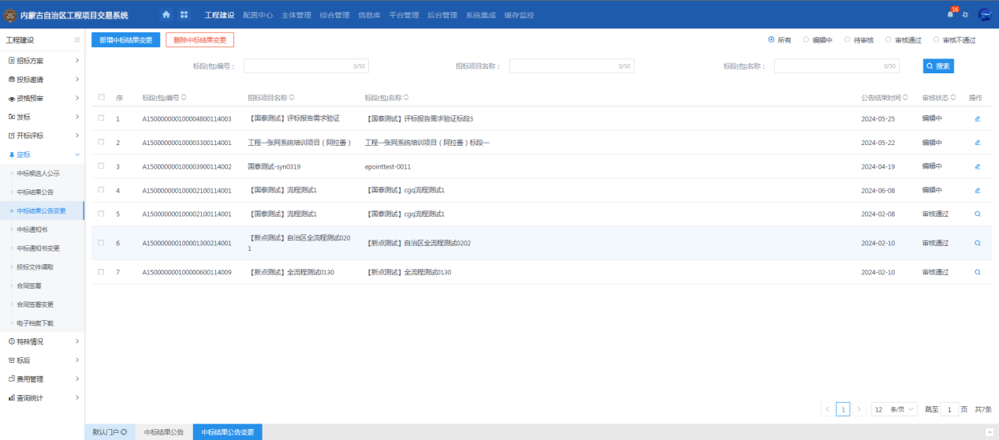 内蒙古自治区工程项目交易系统
工程建设 配置中心 主体管理 综合管理 信息库 平台管理 后台管理 系统集成 缓存监控
16
工程建设
新增中标结果变更 删除中标结果变更
所有 编辑中 待审核 审核通过 审核不通过
标段(包)编号： 0/50 招标项目名称： 0/50 标段(包)名称： 0/50 搜索
招标方案
投标邀请
资格预审
发标
开标评标
定标
中标候选人公示
中标结果公告
中标结果公告变更
中标通知书
中标通知书变更
投标文件调取
合同签署
合同签署变更
电子档案下载
特殊情况
标后
费用管理
查询统计
序 标段(包)编号 招标项目名称 标段(包)名称 公告结束时间 审核状态 操作
1 A1500000001000048001​14003 【国泰测试】评标报告需求验证 【国泰测试】评标报告需求验证标段3 2024-05-25 编辑中
2 A150000000100003300114001 工程一张网系统培训项目（阿拉善） 工程一张网系统培训项目（阿拉善）标段一 2024-05-22 编辑中
3 A150000000100003900114002 国泰测试-syn0319 epointtest-0011 2024-04-19 编辑中
4 A150000000100002100114001 【国泰测试】流程测试1 【国泰测试】cgq流程测试1 2024-06-08 编辑中
5 A150000000100002100114001 【国泰测试】流程测试1 【国泰测试】cgq流程测试1 2024-02-08 审核通过
6 A150000000100001300214001 【新点测试】自治区全流程测试020
1 【新点测试】自治区全流程测试0202 2024-02-10 审核通过
7 A150000000100000600114009 【新点测试】全流程测试0130 【新点测试】全流程测试0130 2024-02-10 审核通过
1 12 条/页 跳至 1 页 共7条
默认门户 中标结果公告 中标结果公告变更